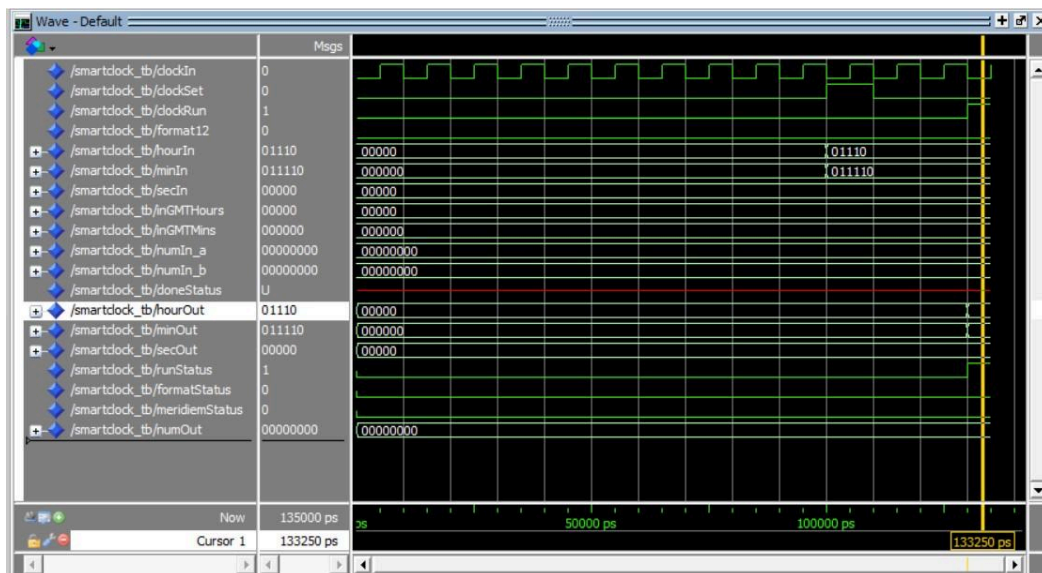 Wave - Default
Msgs
/smartclock_tb/clockIn 0
/smartclock_tb/clockSet 0
/smartclock_tb/clockRun 1
/smartclock_tb/format12 0
/smartclock_tb/hourIn 01110 00000 01110
/smartclock_tb/minIn 011110 000000 011110
/smartclock_tb/secIn 00000 00000
/smartclock_tb/inGMTHours 00000 00000
/smartclock_tb/inGMTMins 000000 000000
/smartclock_tb/numIn_a 00000000 00000000
/smartclock_tb/numIn_b 00000000 00000000
/smartclock_tb/doneStatus U
/smartclock_tb/hourOut 01110 00000
/smartclock_tb/minOut 011110 000000
/smartclock_tb/secOut 00000 00000
/smartclock_tb/runStatus 1
/smartclock_tb/formatStatus 0
/smartclock_tb/meridiemStatus 0
/smartclock_tb/numOut 00000000 00000000
Now 135000 ps ps 50000 ps 100000 ps
Cursor 1 133250 ps 133250 ps